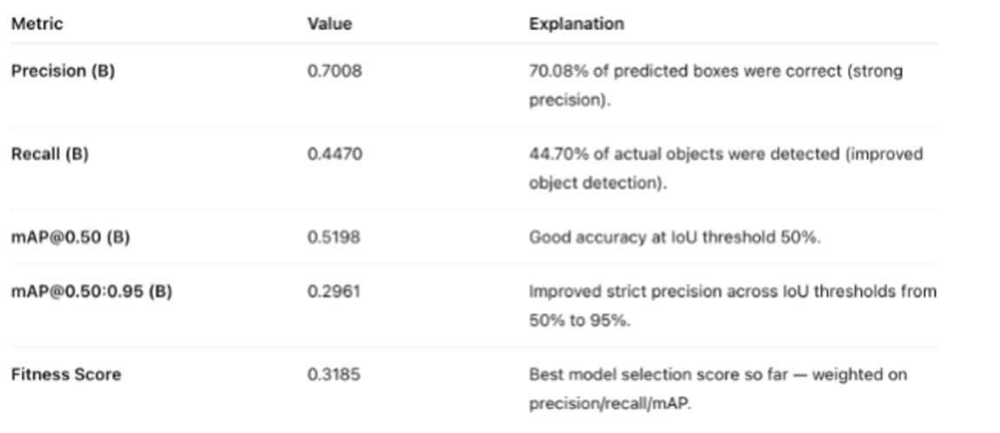 Metric Value Explanation
Precision (B) 0.7008 70.08% of predicted boxes were correct (strong
precision).
Recall (B) 0.4470 44.70% of actual objects were detected (improved
object detection).
mAP@0.50 (B) 0.5198 Good accuracy at IoU threshold 50%.
mAP@0.50:0.95 (B) 0.2961 Improved strict precision across IoU thresholds from
50% to 95%.
Fitness Score 0.3185 Best model selection score so far — weighted on
precision/recall/mAP.